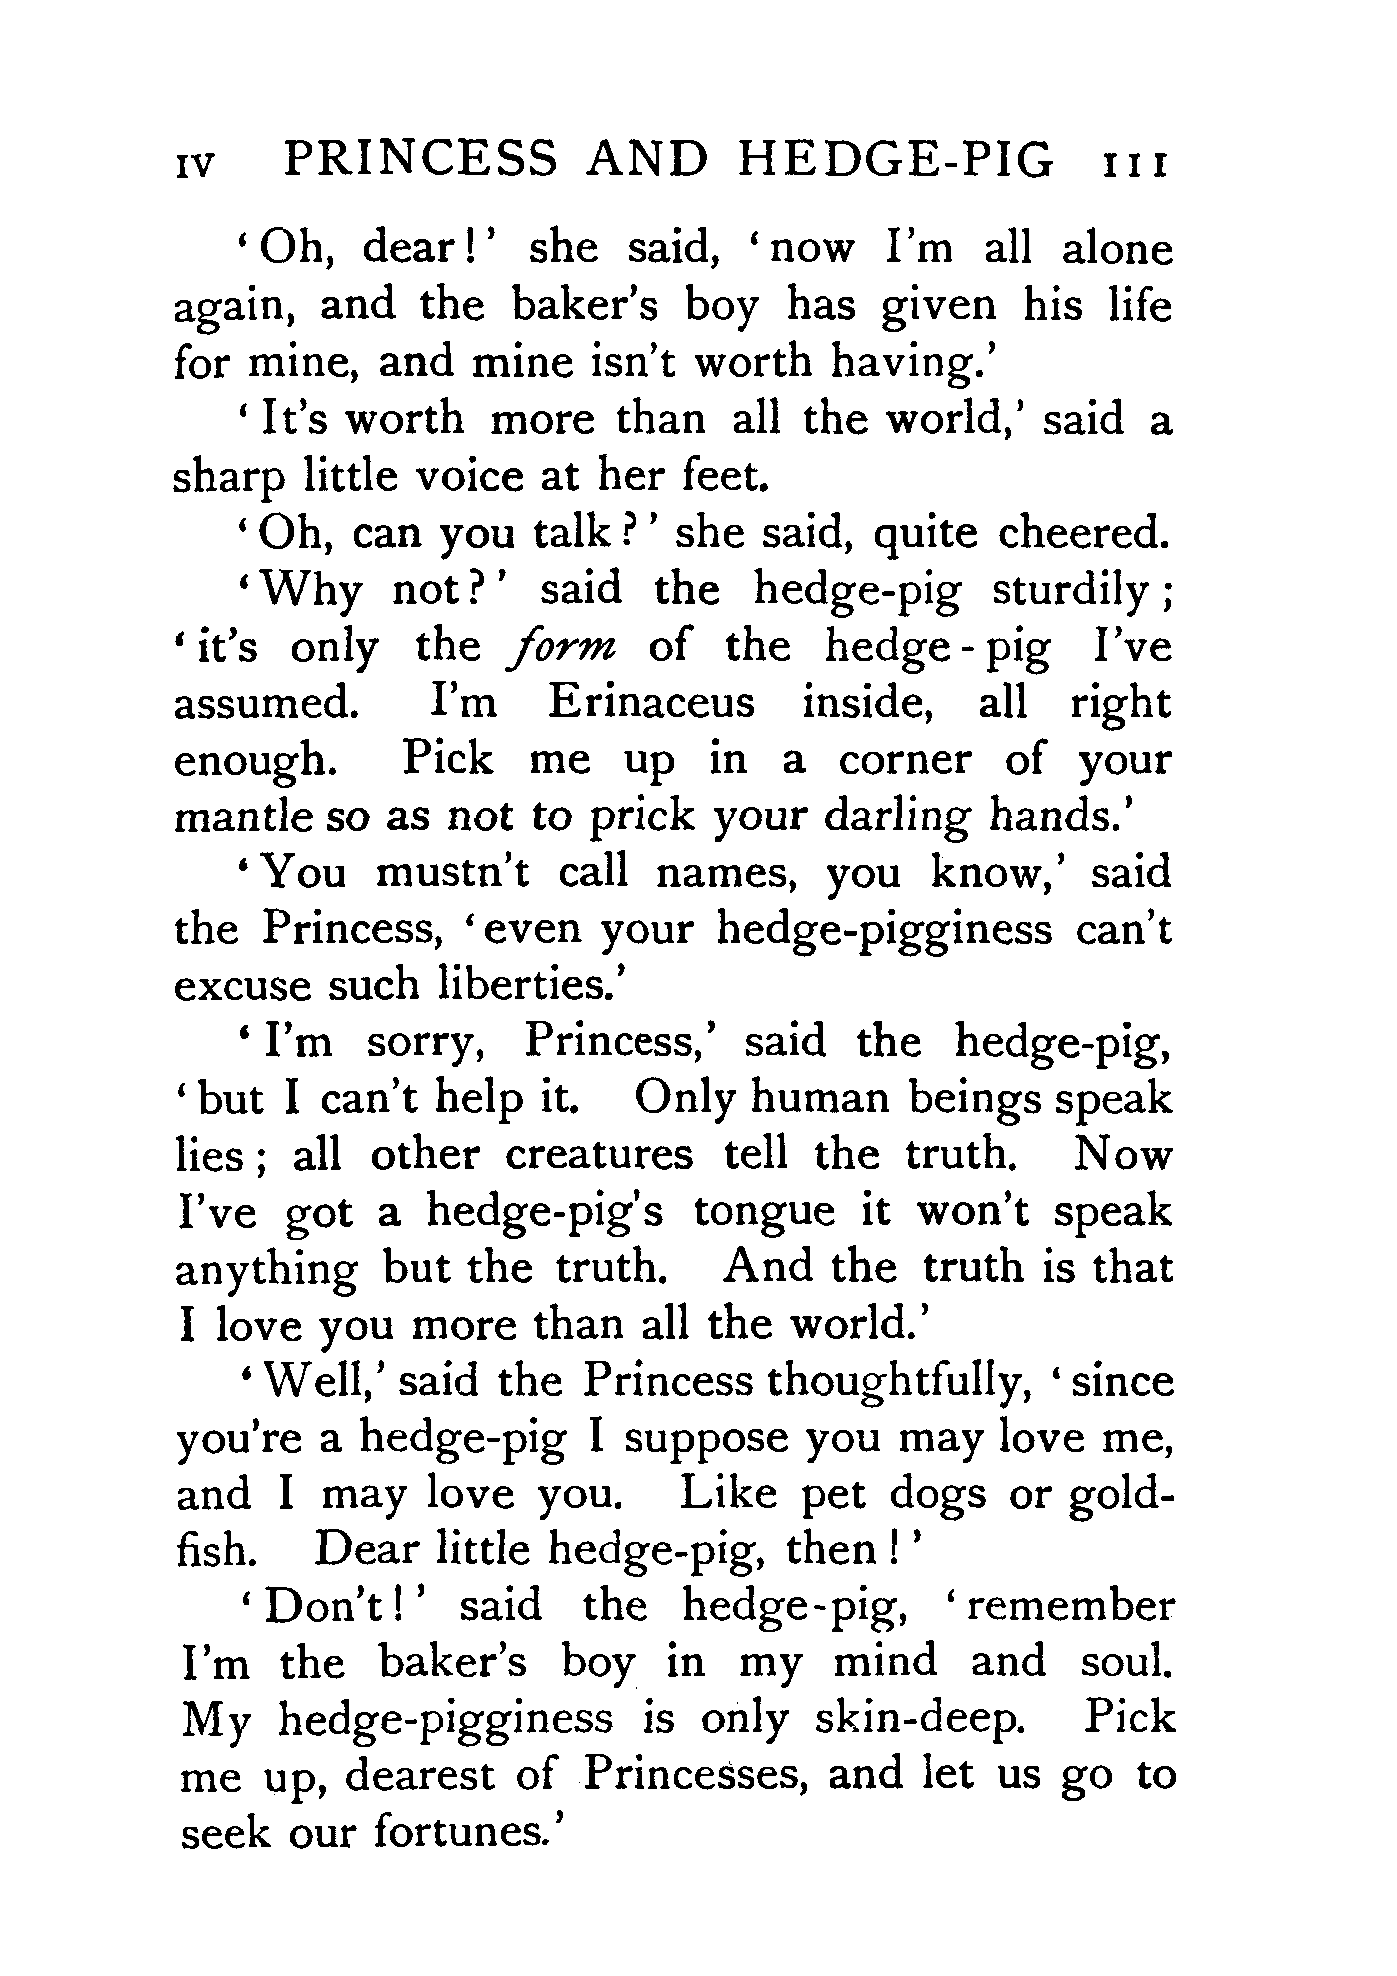 IV PRINCESS AND HEDGE-PIG 111
‘Oh, dear!’ she said, ‘now I’m all alone
again, and the baker’s boy has given his life
for mine, and mine isn’t worth having.’
‘It’s worth more than all the world,’ said a
sharp little voice at her feet.
‘Oh, can you talk?’ she said, quite cheered.
‘Why not?’ said the hedge-pig sturdily;
‘it’s only the form of the hedge-pig I’ve
assumed. I’m Erinaceus inside, all right
enough. Pick me up in a corner of your
mantle so as not to prick your darling hands.’
‘You mustn’t call names, you know,’ said
the Princess, ‘even your hedge-pigginess can’t
excuse such liberties.’
‘I’m sorry, Princess,’ said the hedge-pig,
‘but I can’t help it. Only human beings speak
lies; all other creatures tell the truth. Now
I’ve got a hedge-pig’s tongue it won’t speak
anything but the truth. And the truth is that
I love you more than all the world.’
‘Well,’ said the Princess thoughtfully, ‘since
you’re a hedge-pig I suppose you may love me,
and I may love you. Like pet dogs or gold-
fish. Dear little hedge-pig, then!’
‘Don’t!’ said the hedge-pig, ‘remember
I’m the baker’s boy in my mind and soul.
My hedge-pigginess is only skin-deep. Pick
me up, dearest of Princesses, and let us go to
seek our fortunes.’